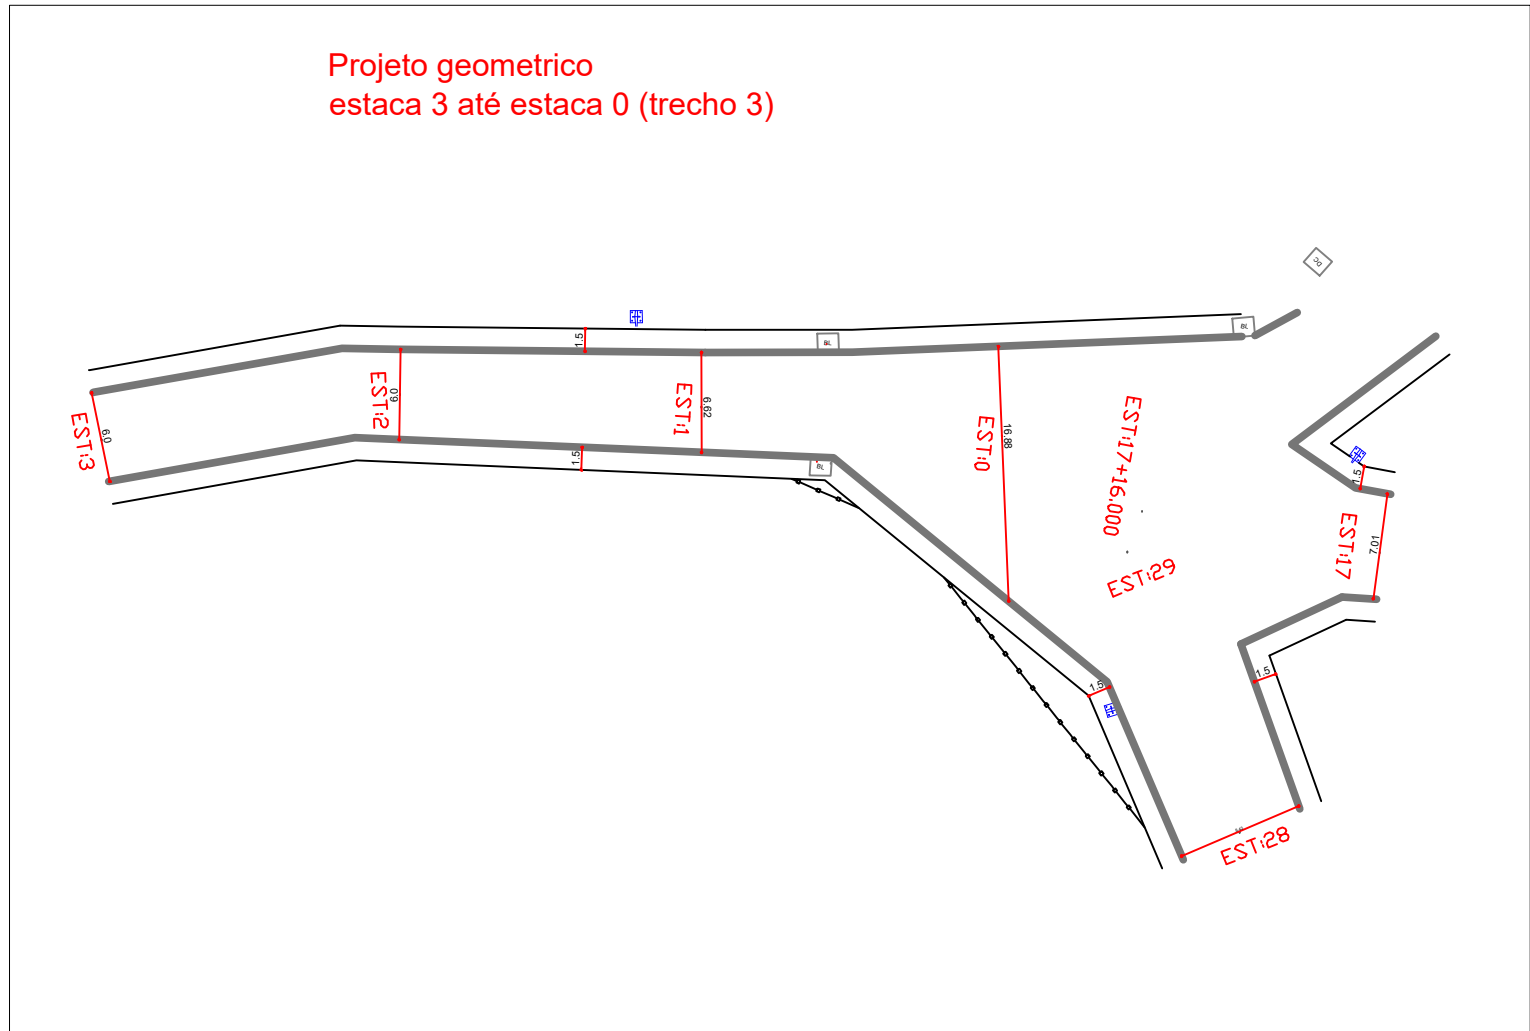 Projeto geometrico
estaca 3 até estaca 0 (trecho 3)
DC
BL
BL
1.5
EST:3
6.0
EST:2
6.0
EST:1
6.62
EST:0
16.88
EST:17+16.000
EST:29
1.5
BL
1.5
EST:17
7.01
1.5
1.5
EST:28